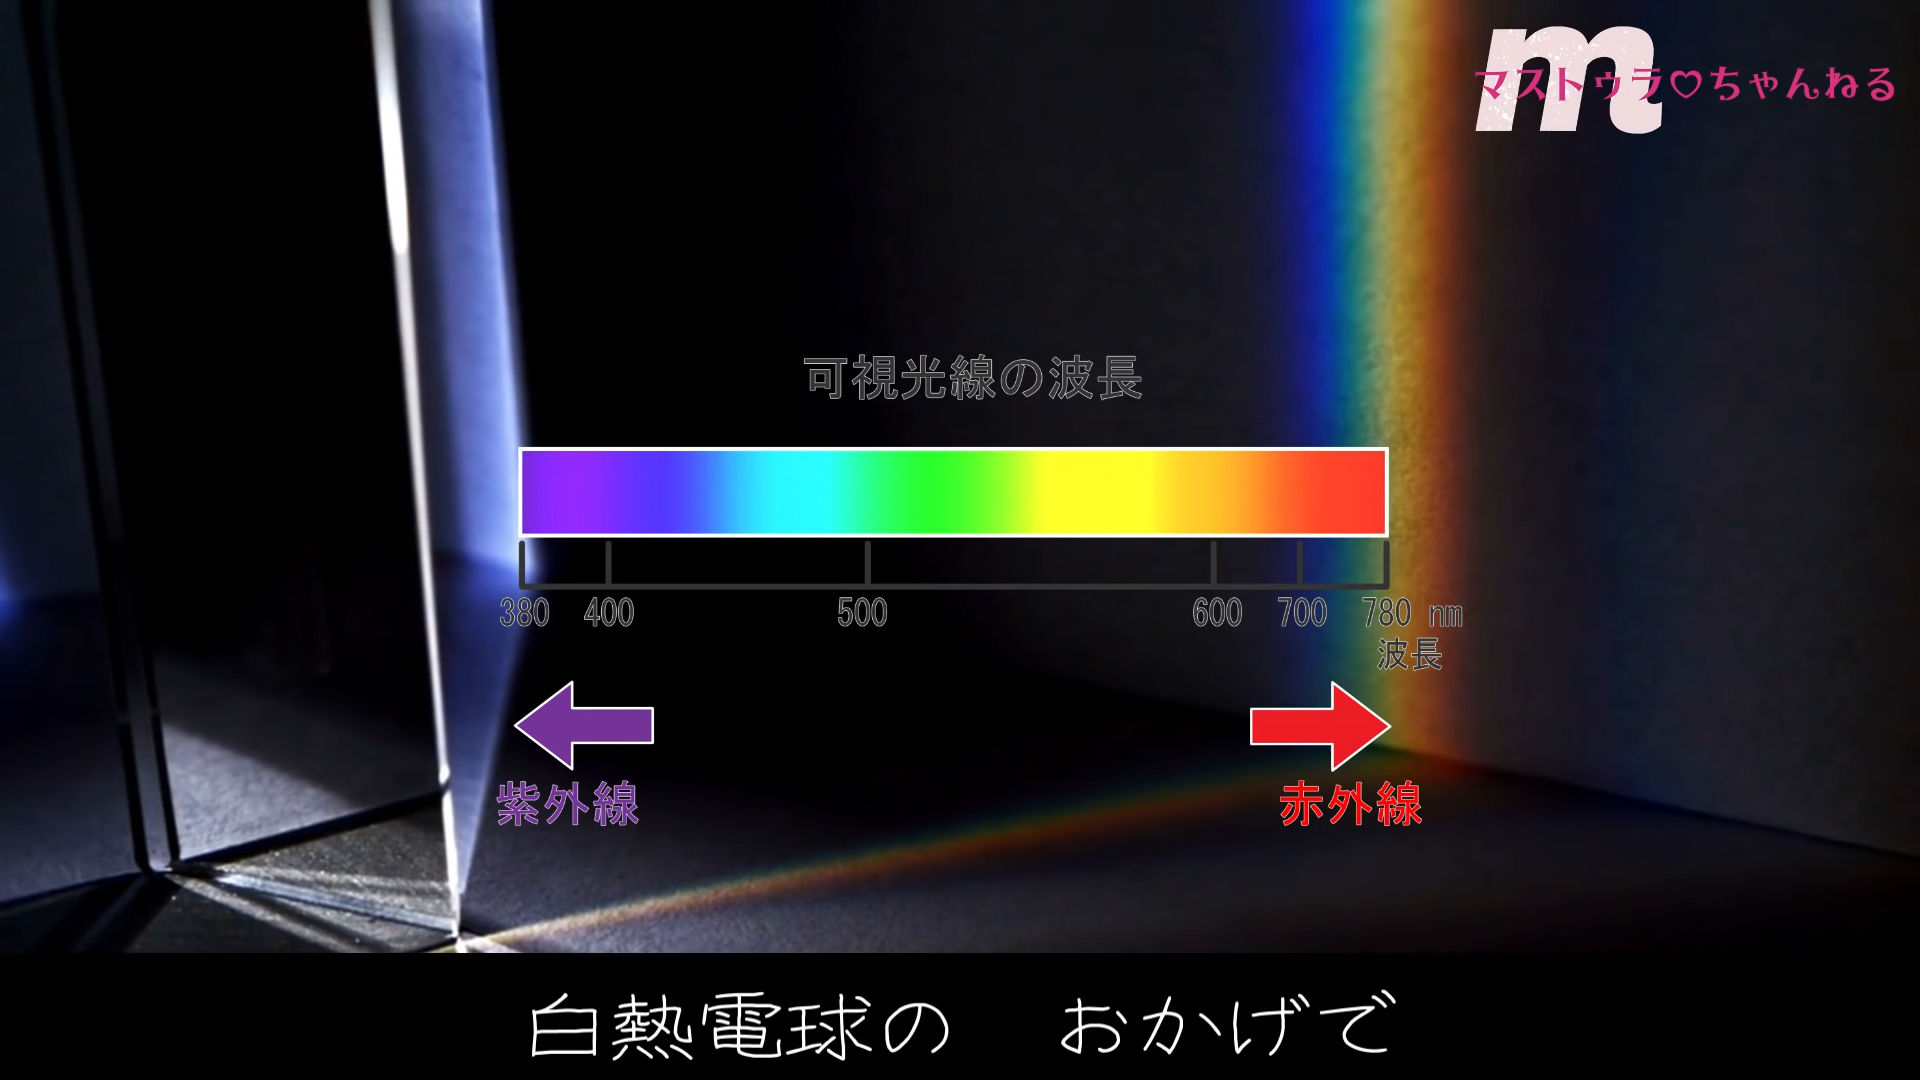 m
マストゥラ♡ちゃんねる
可視光線の波長
380 400 500 600 700 780 nm
波長
紫外線 赤外線
白熱電球の おかげで